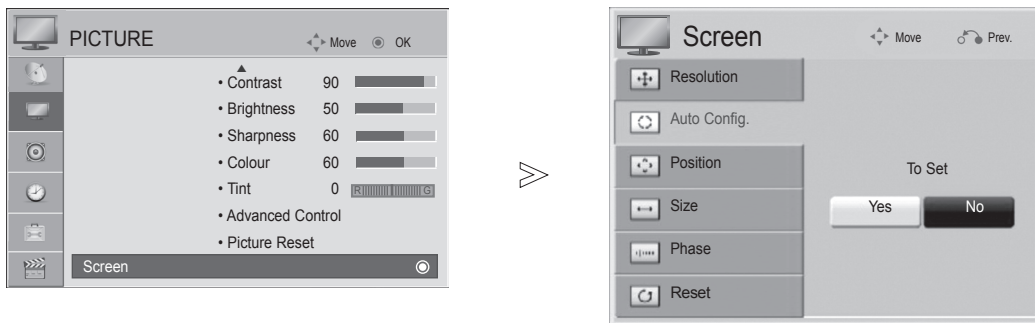 PICTURE
Move OK
• Contrast 90
• Brightness 50
• Sharpness 60
• Colour 60
• Tint 0 R G
• Advanced Control
• Picture Reset
Screen
Screen
Move Prev.
Resolution
Auto Config.
Position
Size
Phase
Reset
To Set
Yes No